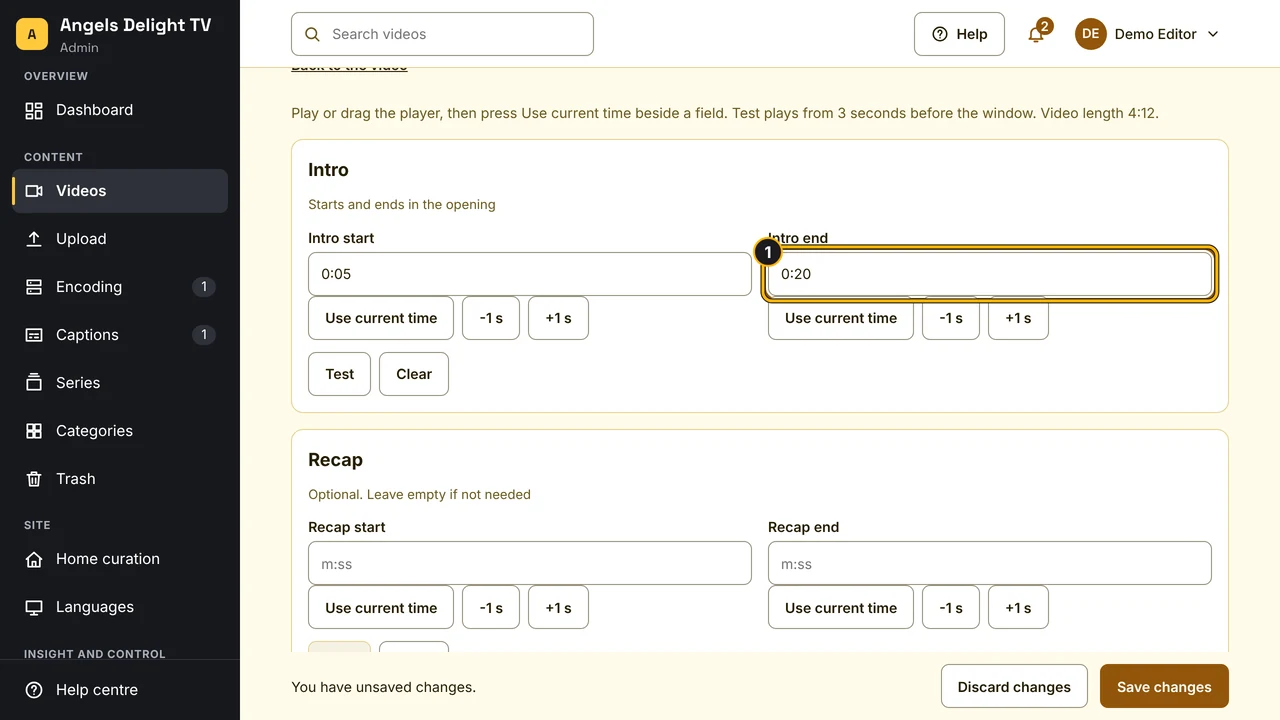 A
Angels Delight TV
Admin
OVERVIEW
Dashboard
CONTENT
Videos
Upload
Encoding 1
Captions 1
Series
Categories
Trash
SITE
Home curation
Languages
INSIGHT AND CONTROL
Help centre
Search videos
Help
2
DE
Demo Editor
Back to the video
Play or drag the player, then press Use current time beside a field. Test plays from 3 seconds before the window. Video length 4:12.
Intro
Starts and ends in the opening
Intro start
0:05
Use current time -1 s +1 s
Intro end
1
0:20
Use current time -1 s +1 s
Test Clear
Recap
Optional. Leave empty if not needed
Recap start
m:ss
Use current time -1 s +1 s
Recap end
m:ss
Use current time -1 s +1 s
You have unsaved changes.
Discard changes
Save changes